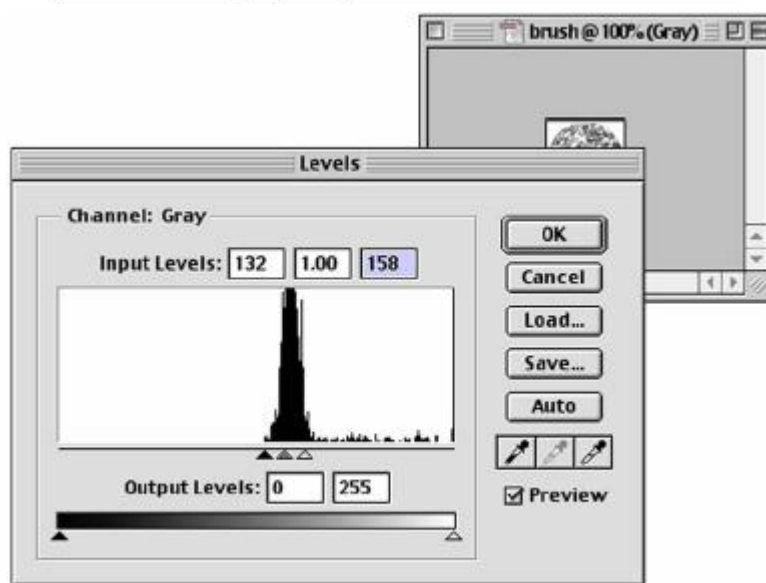 brush @ 100% (Gray)
Levels
Channel: Gray
Input Levels: 132 1.00 158
OK
Cancel
Load...
Save...
Auto
Output Levels: 0 255
Preview